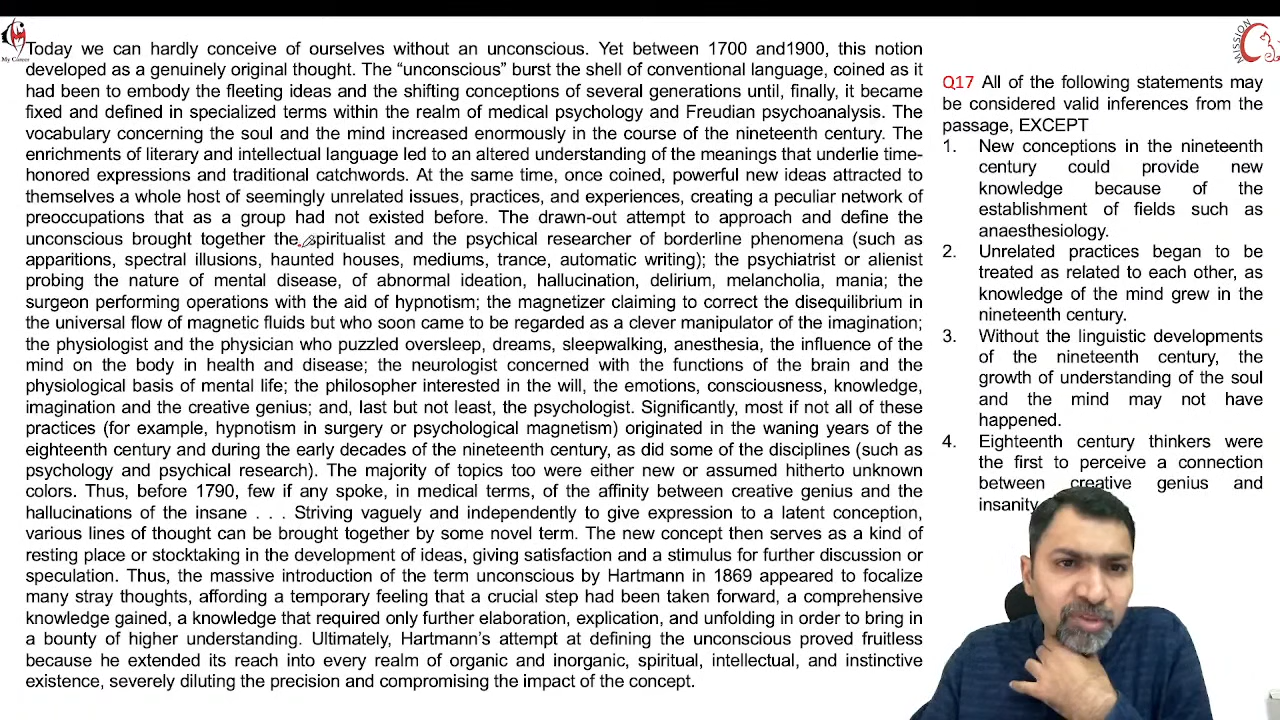 Today we can hardly conceive of ourselves without an unconscious. Yet between 1700 and1900, this notion
developed as a genuinely original thought. The “unconscious” burst the shell of conventional language, coined as it
had been to embody the fleeting ideas and the shifting conceptions of several generations until, finally, it became
fixed and defined in specialized terms within the realm of medical psychology and Freudian psychoanalysis. The
vocabulary concerning the soul and the mind increased enormously in the course of the nineteenth century. The
enrichments of literary and intellectual language led to an altered understanding of the meanings that underlie time-
honored expressions and traditional catchwords. At the same time, once coined, powerful new ideas attracted to
themselves a whole host of seemingly unrelated issues, practices, and experiences, creating a peculiar network of
preoccupations that as a group had not existed before. The drawn-out attempt to approach and define the
unconscious brought together the spiritualist and the psychical researcher of borderline phenomena (such as
apparitions, spectral illusions, haunted houses, mediums, trance, automatic writing); the psychiatrist or alienist
probing the nature of mental disease, of abnormal ideation, hallucination, delirium, melancholia, mania; the
surgeon performing operations with the aid of hypnotism; the magnetizer claiming to correct the disequilibrium in
the universal flow of magnetic fluids but who soon came to be regarded as a clever manipulator of the imagination;
the physiologist and the physician who puzzled oversleep, dreams, sleepwalking, anesthesia, the influence of the
mind on the body in health and disease; the neurologist concerned with the functions of the brain and the
physiological basis of mental life; the philosopher interested in the will, the emotions, consciousness, knowledge,
imagination and the creative genius; and, last but not least, the psychologist. Significantly, most if not all of these
practices (for example, hypnotism in surgery or psychological magnetism) originated in the waning years of the
eighteenth century and during the early decades of the nineteenth century, as did some of the disciplines (such as
psychology and psychical research). The majority of topics too were either new or assumed hitherto unknown
colors. Thus, before 1790, few if any spoke, in medical terms, of the affinity between creative genius and the
hallucinations of the insane . . . Striving vaguely and independently to give expression to a latent conception,
various lines of thought can be brought together by some novel term. The new concept then serves as a kind of
resting place or stocktaking in the development of ideas, giving satisfaction and a stimulus for further discussion or
speculation. Thus, the massive introduction of the term unconscious by Hartmann in 1869 appeared to focalize
many stray thoughts, affording a temporary feeling that a crucial step had been taken forward, a comprehensive
knowledge gained, a knowledge that required only further elaboration, explication, and unfolding in order to bring in
a bounty of higher understanding. Ultimately, Hartmann’s attempt at defining the unconscious proved fruitless
because he extended its reach into every realm of organic and inorganic, spiritual, intellectual, and instinctive
existence, severely diluting the precision and compromising the impact of the concept.
My Career
MISSION
Q17 All of the following statements may
be considered valid inferences from the
passage, EXCEPT
1. New conceptions in the nineteenth
century could provide new
knowledge because of the
establishment of fields such as
anaesthesiology.
2. Unrelated practices began to be
treated as related to each other, as
knowledge of the mind grew in the
nineteenth century.
3. Without the linguistic developments
of the nineteenth century, the
growth of understanding of the soul
and the mind may not have
happened.
4. Eighteenth century thinkers were
the first to perceive a connection
between creative genius and
insanity